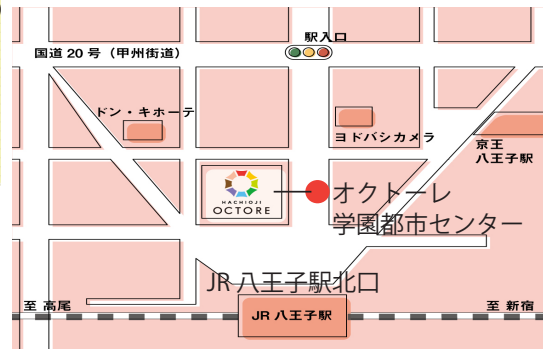 駅入口
国道 20 号（甲州街道）
ドン・キホーテ
ヨドバシカメラ
京王
八王子駅
HACHIOJI
OCTORE
オクトーレ
学園都市センター
JR 八王子駅北口
至 高尾
至 新宿
JR 八王子駅